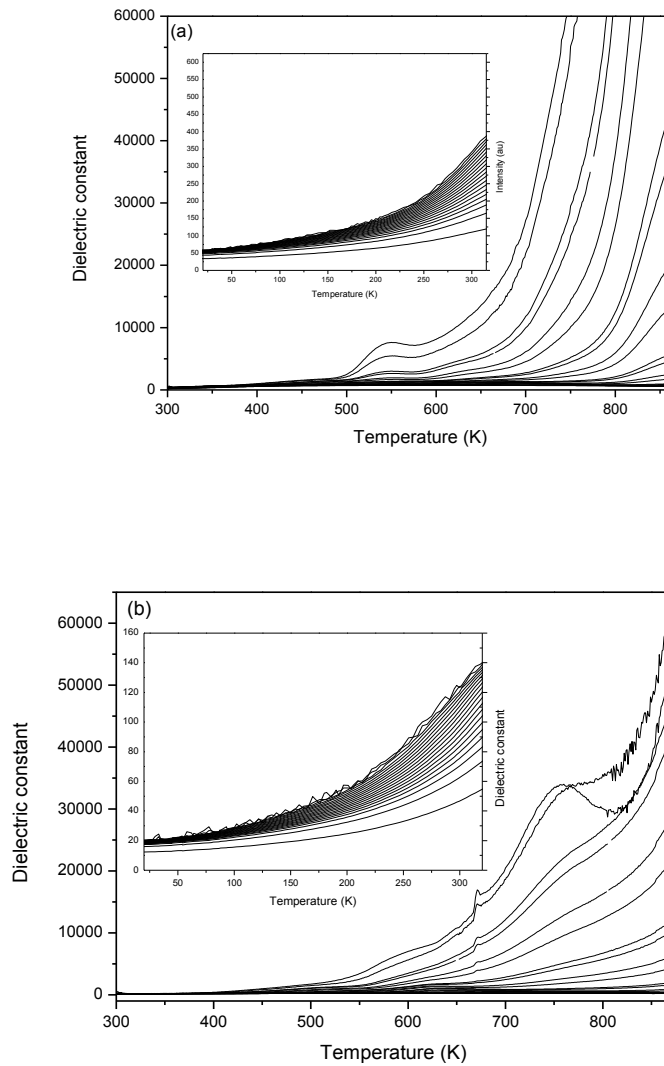 (a)
60000
50000
40000
30000
20000
10000
0
Dielectric constant
300 400 500 600 700 800
Temperature (K)
600
550
500
450
400
350
300
250
200
150
100
50
0
50 100 150 200 250 300
Temperature (K)
Intensity (au)
(b)
60000
50000
40000
30000
20000
10000
0
Dielectric constant
300 400 500 600 700 800
Temperature (K)
160
140
120
100
80
60
40
20
0
50 100 150 200 250 300
Temperature (K)
Dielectric constant